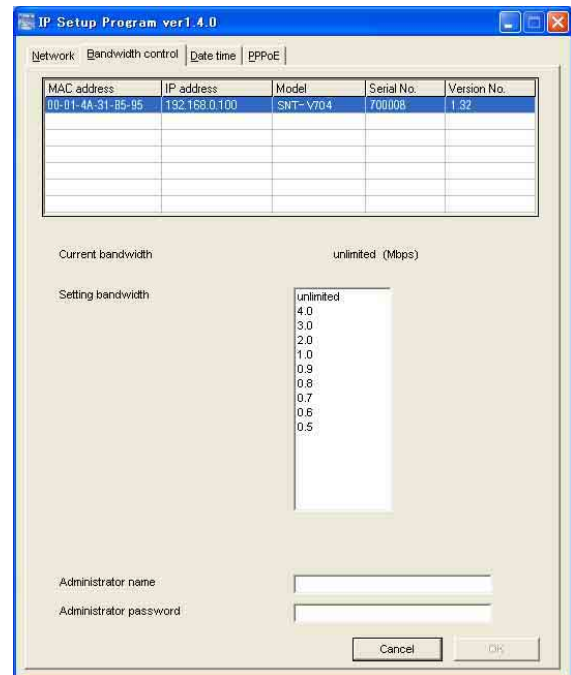 IP Setup Program ver1.4.0
Network Bandwidth control Date time PPPoE
MAC address IP address Model Serial No. Version No.
00-01-4A-31-85-95 192.168.0.100 SNT-V704 700008 1.32
Current bandwidth unlimited (Mbps)
Setting bandwidth
unlimited
4.0
3.0
2.0
1.0
0.9
0.8
0.7
0.6
0.5
Administrator name
Administrator password
Cancel OK